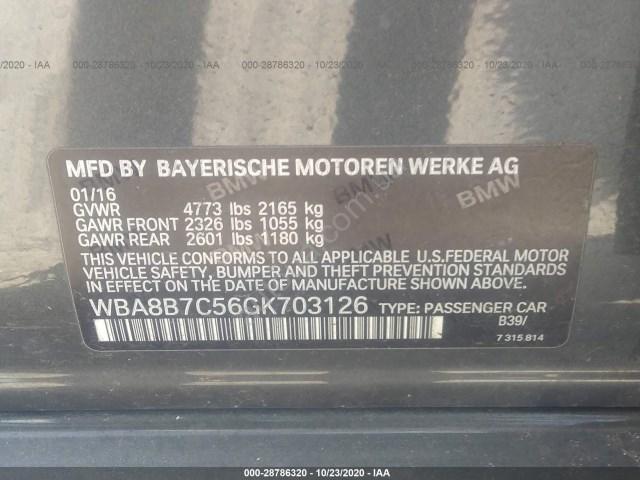 000-28786320 | 10/23/2020 - IAA
MFD BY BAYERISCHE MOTOREN WERKE AG
01/16
GVWR 4773 lbs 2165 kg
GAWR FRONT 2326 lbs 1055 kg
GAWR REAR 2601 lbs 1180 kg
THIS VEHICLE CONFORMS TO ALL APPLICABLE U.S.FEDERAL MOTOR
VEHICLE SAFETY, BUMPER, AND THEFT PREVENTION STANDARDS
IN EFFECT ON THE DATE OF MANUFACTURE SHOWN ABOVE.
WBA8B7C56GK703126 TYPE: PASSENGER CAR
B39/
7 315 814
000-28786320 | 10/23/2020 - IAA